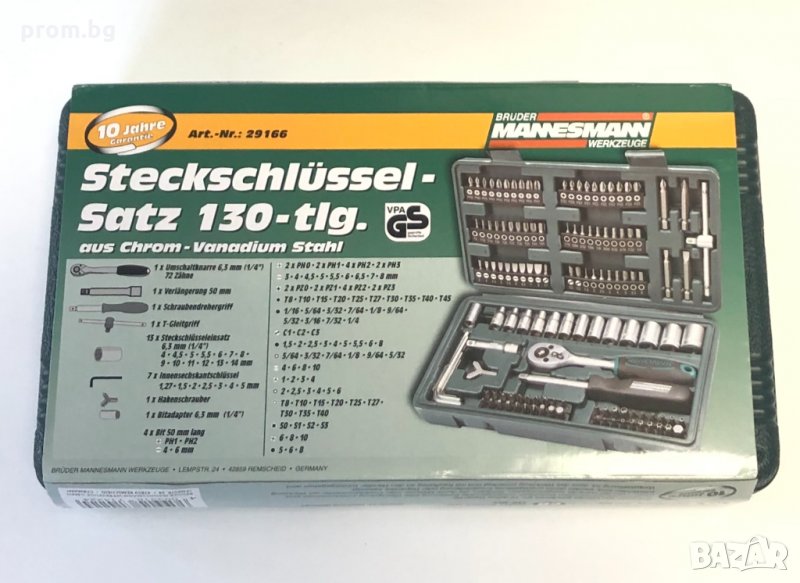 prom.bg
10 Jahre
Garantie
Art.-Nr.: 29166
BRÜDER
MANNESMANN
WERKZEUGE
Steckschlüssel-
Satz 130-tlg.
aus Chrom-Vanadium Stahl
VPA
GS
geprüfte
Sicherheit
1 x Umschaltknarre 6,3 mm (1/4")
72 Zähne
1 x Verlängerung 50 mm
1 x Schraubendrehergriff
1 x T-Gleitgriff
13 x Steckschlüsseleinsatz
6,3 mm (1/4")
4 • 4,5 • 5 • 5,5 • 6 • 7 • 8 •
9 • 10 • 11 • 12 • 13 • 14 mm
7 x Innensechskantschlüssel
1,27 • 1,5 • 2 • 2,5 • 3 • 4 • 5 mm
1 x Hakenschrauber
1 x Bitadapter 6,3 mm (1/4")
4 x Bit 50 mm lang
PH1 • PH2
4 • 6 mm
2 x PH0 • 2 x PH1 • 4 x PH2 • 2 x PH3
3 • 4 • 4,5 • 5 • 5,5 • 6 • 6,5 • 7 • 8 mm
2 x PZ0 • 2 x PZ1 • 4 x PZ2 • 2 x PZ3
T8 • T10 • T15 • T20 • T25 • T27 • T30 • T35 • T40 • T45
1/16 • 5/64 • 3/32 • 7/64 • 1/8 • 9/64 •
5/32 • 3/16 • 7/32 • 1/4
C1 • C2 • C3
1,5 • 2 • 2,5 • 3 • 4 • 5 • 5,5 • 6 • 8
5/64 • 3/32 • 7/64 • 1/8 • 9/64 • 5/32
4 • 6 • 8 • 10
1 • 2 • 3 • 4
2 • 2,5 • 3 • 4 • 5 • 6
T8 • T10 • T15 • T20 • T25 • T27 •
T30 • T35 • T40
S0 • S1 • S2 • S3
6 • 8 • 10
5 • 6 • 8
BRÜDER MANNESMANN WERKZEUGE • LEMPSTR. 24 • 42859 REMSCHEID • GERMANY
BAZAR